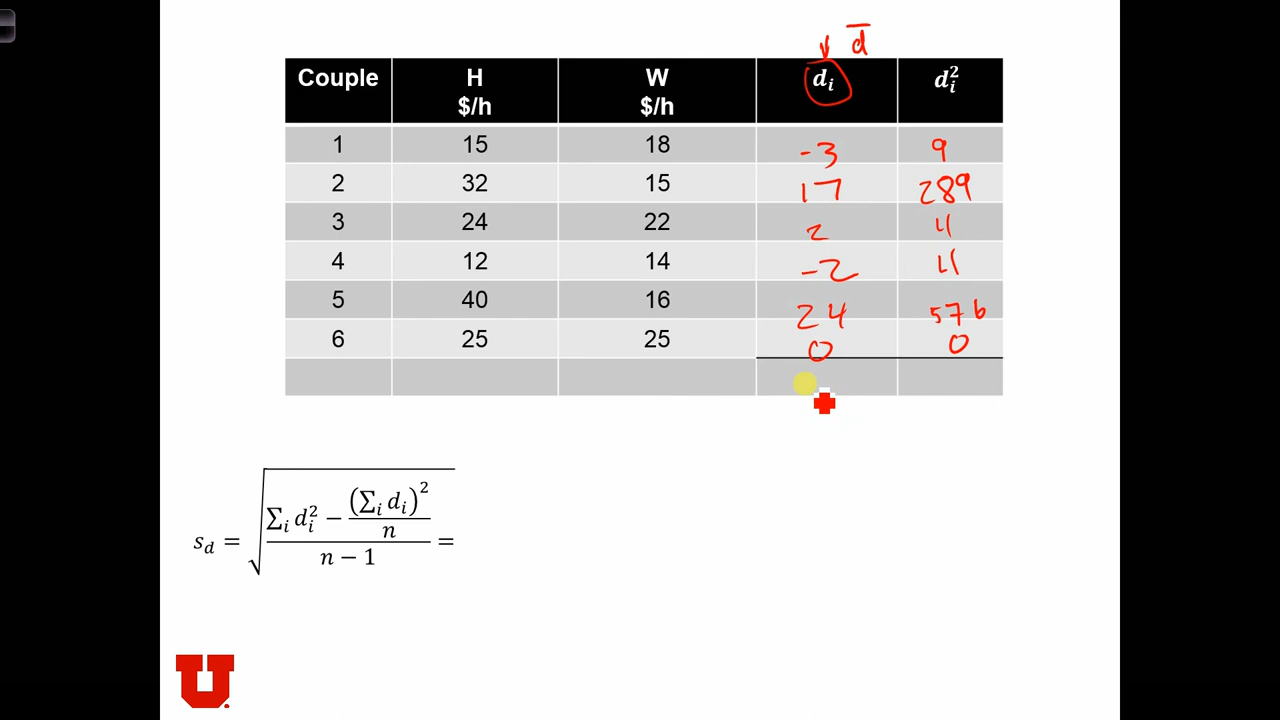 d̅
Couple H $/h W $/h dᵢ dᵢ²
1 15 18 -3 9
2 32 15 17 289
3 24 22 2 4
4 12 14 -2 4
5 40 16 24 576
6 25 25 0 0
s_d = √((∑ᵢ dᵢ² − (∑ᵢ dᵢ)²/n)/(n − 1)) =
U